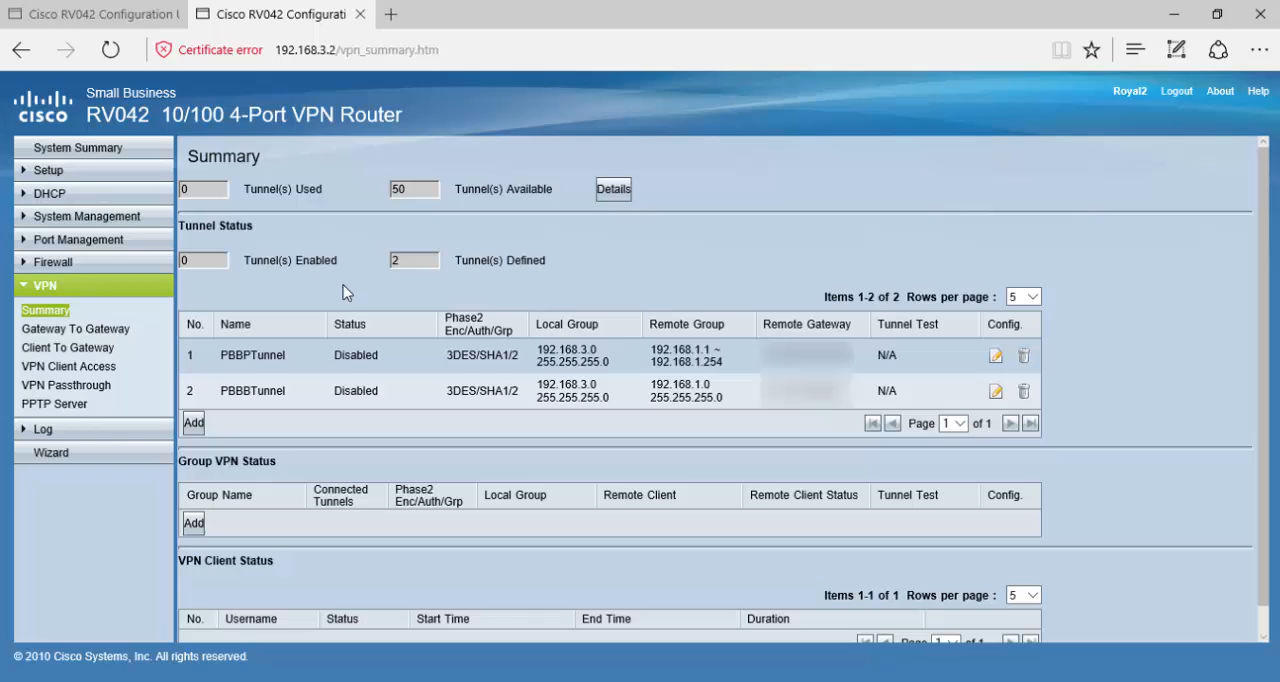 Cisco RV042 Configuration U
Cisco RV042 Configurati
Certificate error 192.168.3.2/vpn_summary.htm
cisco
Small Business
RV042 10/100 4-Port VPN Router
Royal2 Logout About Help
System Summary
Setup
DHCP
System Management
Port Management
Firewall
VPN
Summary
Gateway To Gateway
Client To Gateway
VPN Client Access
VPN Passthrough
PPTP Server
Log
Wizard
Summary
0 Tunnel(s) Used 50 Tunnel(s) Available Details
Tunnel Status
0 Tunnel(s) Enabled 2 Tunnel(s) Defined
Items 1-2 of 2 Rows per page : 5
No. Name Status Phase2 Enc/Auth/Grp Local Group Remote Group Remote Gateway Tunnel Test Config.
1 PBBPTunnel Disabled 3DES/SHA1/2 192.168.3.0 255.255.255.0 192.168.1.1 ~ 192.168.1.254 N/A
2 PBBBTunnel Disabled 3DES/SHA1/2 192.168.3.0 255.255.255.0 192.168.1.0 255.255.255.0 N/A
Add Page 1 of 1
Group VPN Status
Group Name Connected Tunnels Phase2 Enc/Auth/Grp Local Group Remote Client Remote Client Status Tunnel Test Config.
Add
VPN Client Status
Items 1-1 of 1 Rows per page : 5
No. Username Status Start Time End Time Duration
Page 1 of 1
© 2010 Cisco Systems, Inc. All rights reserved.